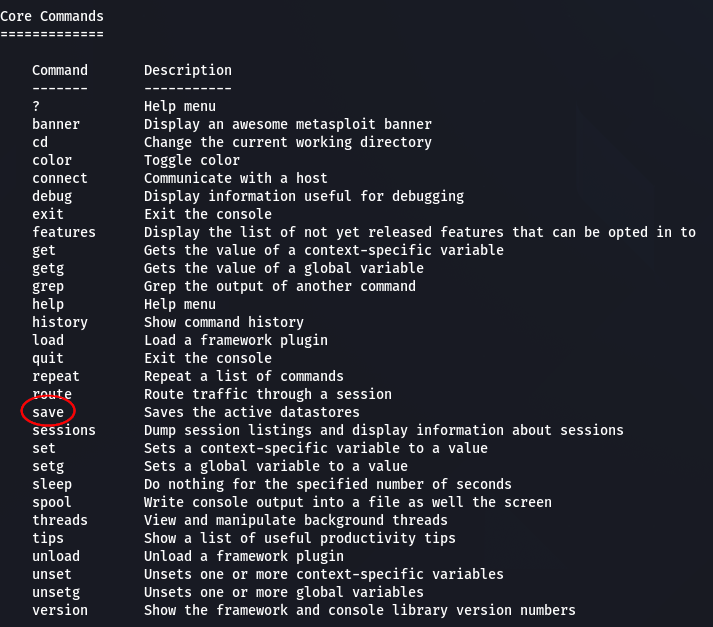 Core Commands
=============
Command Description
------- -----------
? Help menu
banner Display an awesome metasploit banner
cd Change the current working directory
color Toggle color
connect Communicate with a host
debug Display information useful for debugging
exit Exit the console
features Display the list of not yet released features that can be opted in to
get Gets the value of a context-specific variable
getg Gets the value of a global variable
grep Grep the output of another command
help Help menu
history Show command history
load Load a framework plugin
quit Exit the console
repeat Repeat a list of commands
route Route traffic through a session
save Saves the active datastores
sessions Dump session listings and display information about sessions
set Sets a context-specific variable to a value
setg Sets a global variable to a value
sleep Do nothing for the specified number of seconds
spool Write console output into a file as well the screen
threads View and manipulate background threads
tips Show a list of useful productivity tips
unload Unload a framework plugin
unset Unsets one or more context-specific variables
unsetg Unsets one or more global variables
version Show the framework and console library version numbers